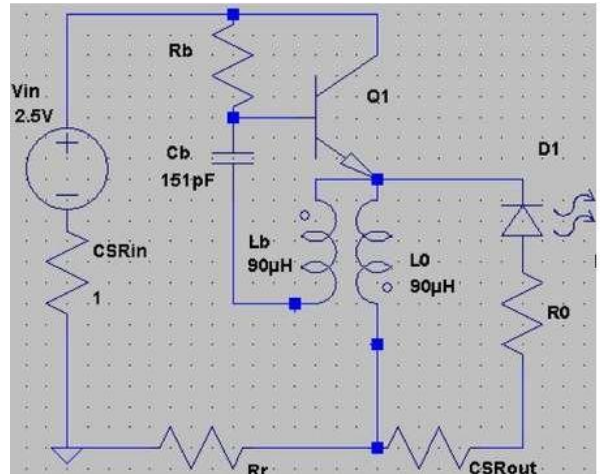 Rb
Vin
2.5V
Q1
Cb
151pF
D1
CSRin
1
Lb
90µH
L0
90µH
R0
Rr
CSRout